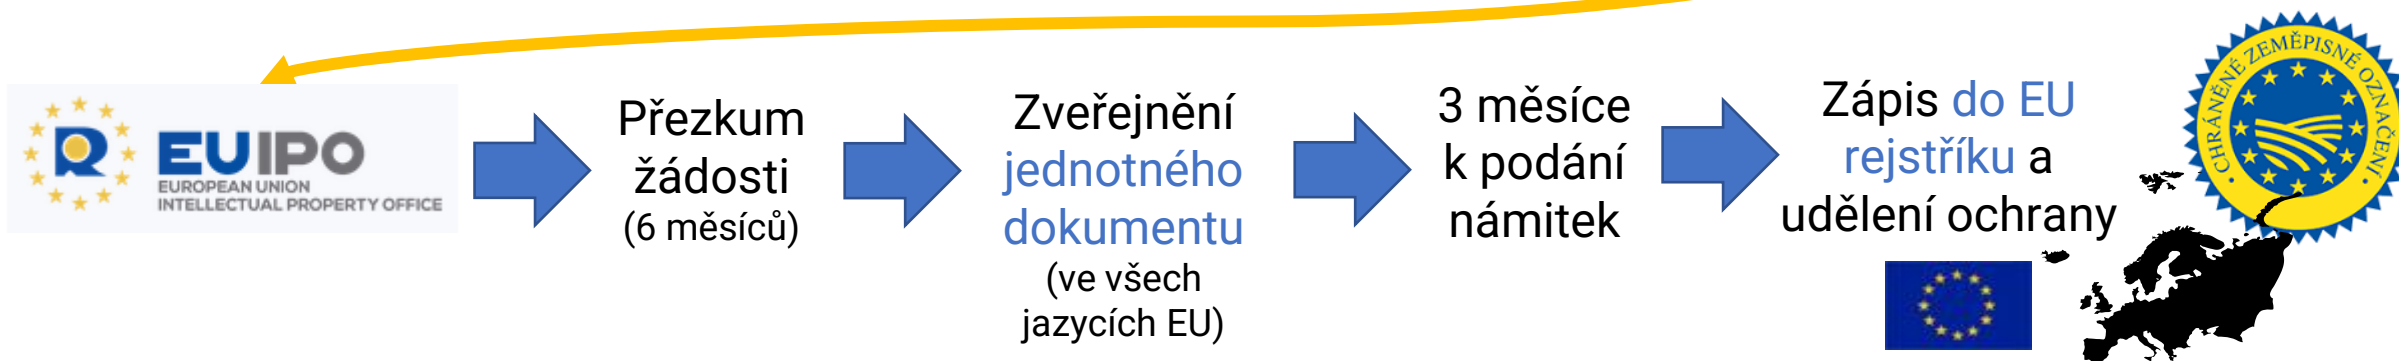 EUIPO
EUROPEAN UNION
INTELLECTUAL PROPERTY OFFICE
Přezkum
žádosti
(6 měsíců)
Zveřejnění
jednotného
dokumentu
(ve všech
jazycích EU)
3 měsíce
k podání
námitek
Zápis do EU
rejstříku a
udělení ochrany
CHRÁNĚNÉ ZEMĚPISNÉ OZNAČENÍ